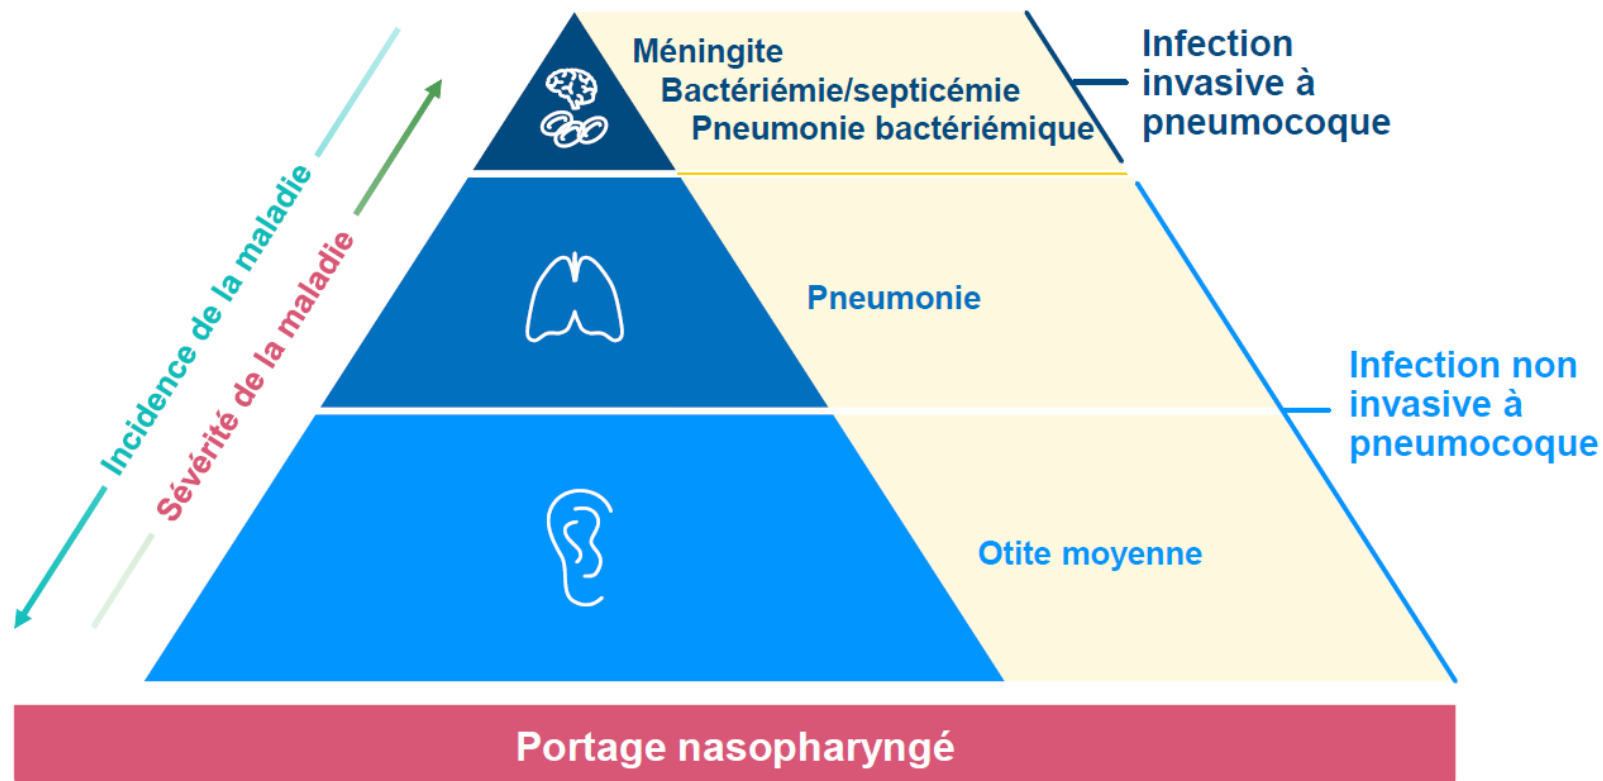 Méningite
Bactériémie/septicémie
Pneumonie bactériémique
Infection
invasive à
pneumocoque
Incidence de la maladie
Sévérité de la maladie
Pneumonie
Infection non
invasive à
pneumocoque
Otite moyenne
Portage nasopharyngé